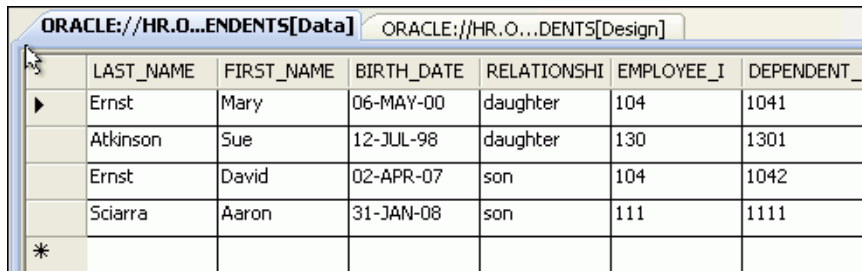 ORACLE://HR.O...ENDENTS[Data] ORACLE://HR.O...DENTS[Design]
LAST_NAME FIRST_NAME BIRTH_DATE RELATIONSHI EMPLOYEE_I DEPENDENT_
Ernst Mary 06-MAY-00 daughter 104 1041
Atkinson Sue 12-JUL-98 daughter 130 1301
Ernst David 02-APR-07 son 104 1042
Sciarra Aaron 31-JAN-08 son 111 1111